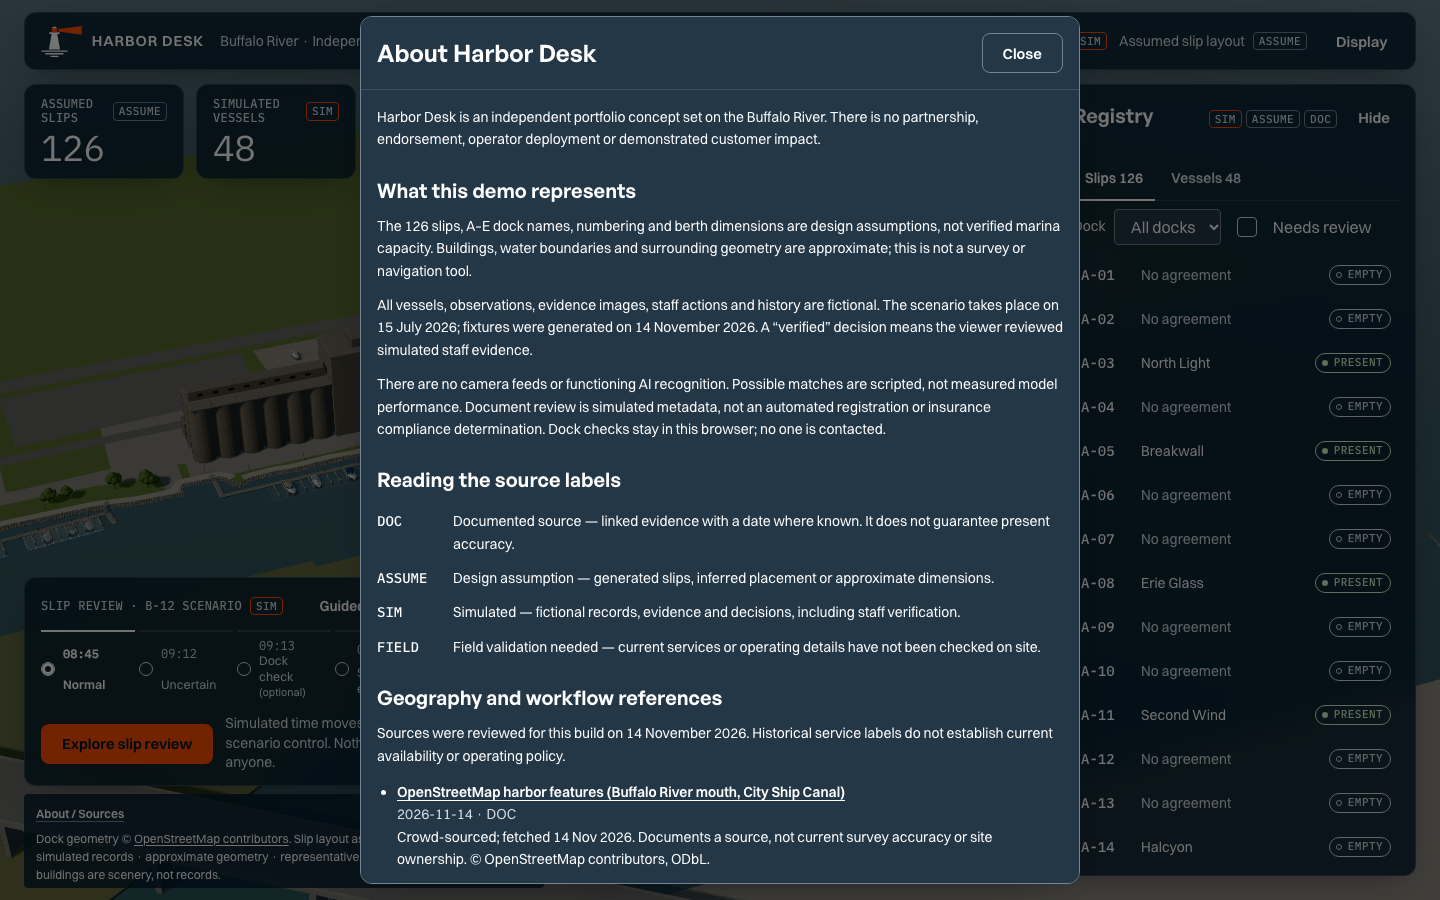 HARBOR DESK
Buffalo River · Indepen
SIM
Assumed slip layout
ASSUME
Display
ASSUMED
SLIPS
ASSUME
126
SIMULATED
VESSELS
SIM
48
About Harbor Desk
Close
Harbor Desk is an independent portfolio concept set on the Buffalo River. There is no partnership,
endorsement, operator deployment or demonstrated customer impact.
What this demo represents
The 126 slips, A–E dock names, numbering and berth dimensions are design assumptions, not verified marina
capacity. Buildings, water boundaries and surrounding geometry are approximate; this is not a survey or
navigation tool.
All vessels, observations, evidence images, staff actions and history are fictional. The scenario takes place on
15 July 2026; fixtures were generated on 14 November 2026. A “verified” decision means the viewer reviewed
simulated staff evidence.
There are no camera feeds or functioning AI recognition. Possible matches are scripted, not measured model
performance. Document review is simulated metadata, not an automated registration or insurance
compliance determination. Dock checks stay in this browser; no one is contacted.
Reading the source labels
DOC Documented source — linked evidence with a date where known. It does not guarantee present
accuracy.
ASSUME Design assumption — generated slips, inferred placement or approximate dimensions.
SIM Simulated — fictional records, evidence and decisions, including staff verification.
FIELD Field validation needed — current services or operating details have not been checked on site.
Geography and workflow references
Sources were reviewed for this build on 14 November 2026. Historical service labels do not establish current
availability or operating policy.
• OpenStreetMap harbor features (Buffalo River mouth, City Ship Canal)
2026-11-14 · DOC
Crowd-sourced; fetched 14 Nov 2026. Documents a source, not current survey accuracy or site
ownership. © OpenStreetMap contributors, ODbL.
Registry
SIM
ASSUME
DOC
Hide
Slips 126
Vessels 48
Dock
All docks
Needs review
A-01 No agreement EMPTY
A-02 No agreement EMPTY
A-03 North Light PRESENT
A-04 No agreement EMPTY
A-05 Breakwall PRESENT
A-06 No agreement EMPTY
A-07 No agreement EMPTY
A-08 Erie Glass PRESENT
A-09 No agreement EMPTY
A-10 No agreement EMPTY
A-11 Second Wind PRESENT
A-12 No agreement EMPTY
A-13 No agreement EMPTY
A-14 Halcyon EMPTY
SLIP REVIEW · B-12 SCENARIO
SIM
Guided
08:45
Normal
09:12
Uncertain
09:13
Dock
check
(optional)
Explore slip review
Simulated time moves
scenario control. Noth
anyone.
About / Sources
Dock geometry © OpenStreetMap contributors. Slip layout as
simulated records · approximate geometry · representative
buildings are scenery, not records.